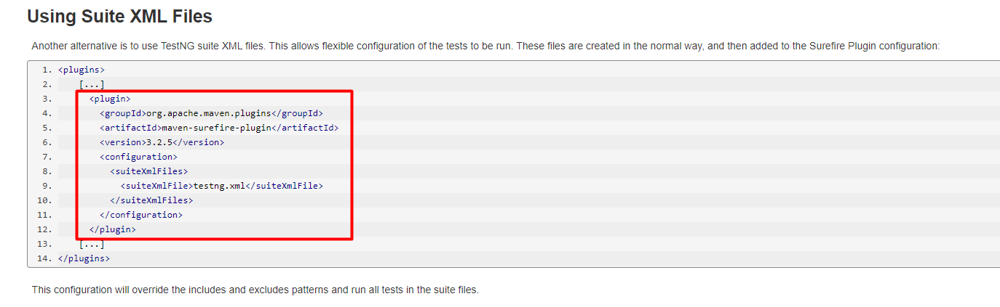 Using Suite XML Files
Another alternative is to use TestNG suite XML files. This allows flexible configuration of the tests to be run. These files are created in the normal way, and then added to the Surefire Plugin configuration:
1. <plugins>
2.     [...]
3.       <plugin>
4.         <groupId>org.apache.maven.plugins</groupId>
5.         <artifactId>maven-surefire-plugin</artifactId>
6.         <version>3.2.5</version>
7.         <configuration>
8.           <suiteXmlFiles>
9.             <suiteXmlFile>testng.xml</suiteXmlFile>
10.           </suiteXmlFiles>
11.         </configuration>
12.       </plugin>
13.     [...]
14. </plugins>
This configuration will override the includes and excludes patterns and run all tests in the suite files.